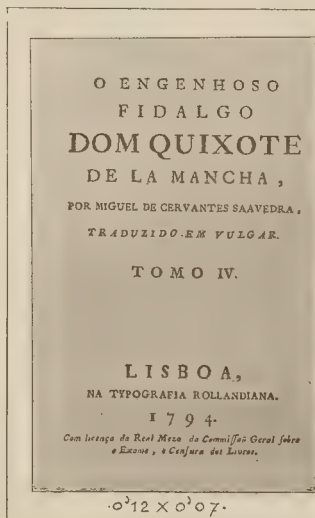 O ENGENHOSO
FIDALGO
DOM QUIXOTE
DE LA MANCHA,
POR MIGUEL DE CERVANTES SAAVEDRA,
TRADUZIDO EM VULGAR.
TOMO IV.
LISBOA,
NA TYPOGRAFIA ROLLANDIANA.
1794.
Com licença da Real Meza da Commissaõ Geral sobre
o Exame, e Censura dos Livros.
·0'12 X 0'07·